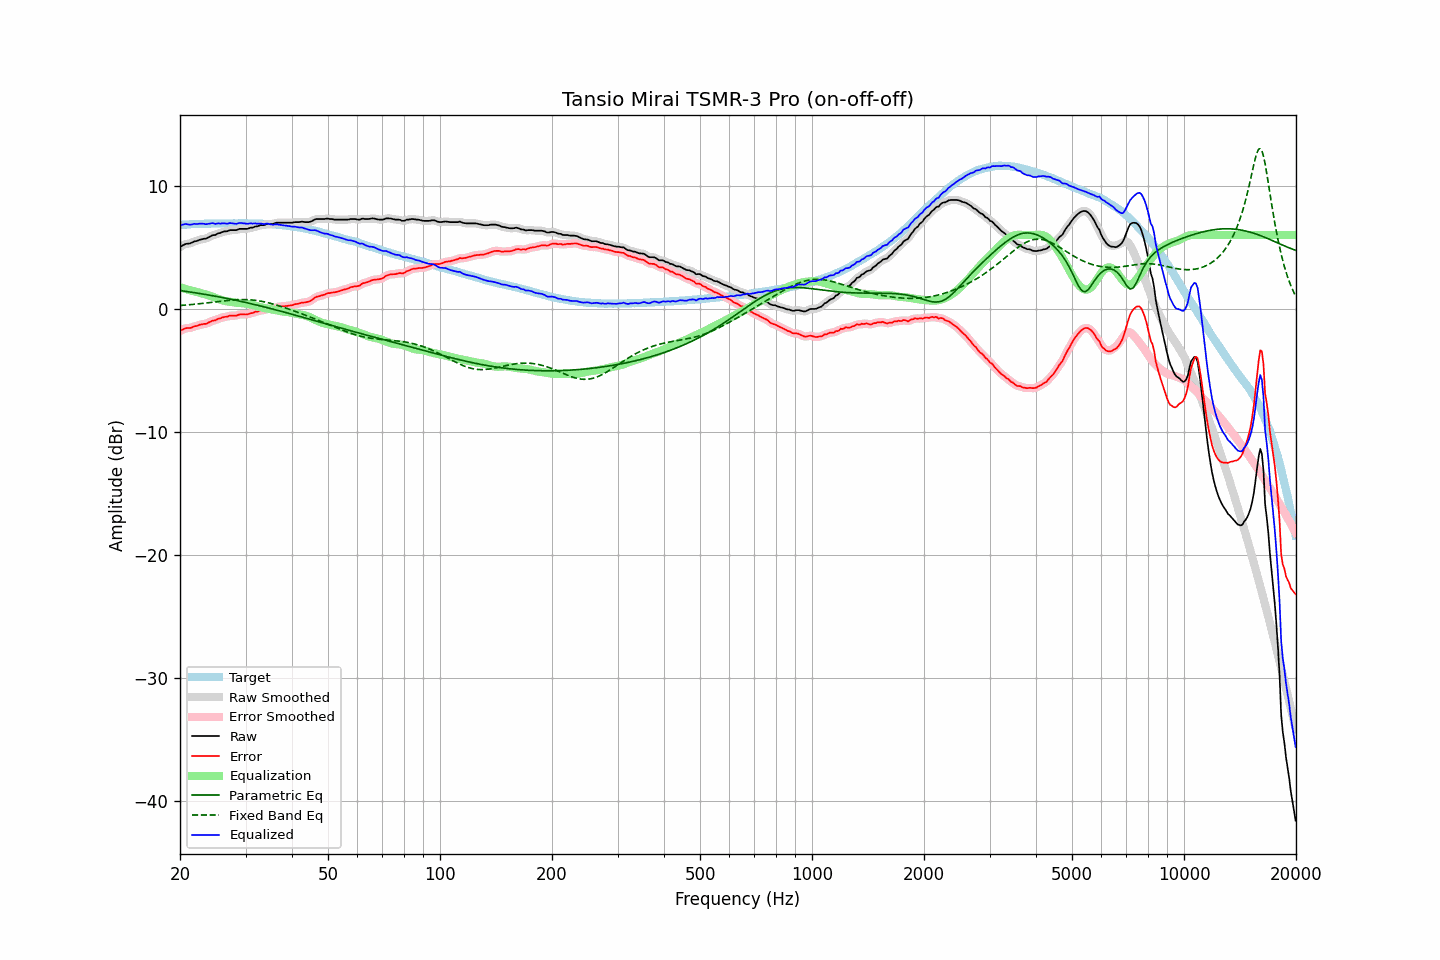 Tansio Mirai TSMR-3 Pro (on-off-off)
Amplitude (dBr)
10
0
−10
−20
−30
−40
Target
Raw Smoothed
Error Smoothed
Raw
Error
Equalization
Parametric Eq
Fixed Band Eq
Equalized
20 50 100 200 500 1000 2000 5000 10000 20000
Frequency (Hz)